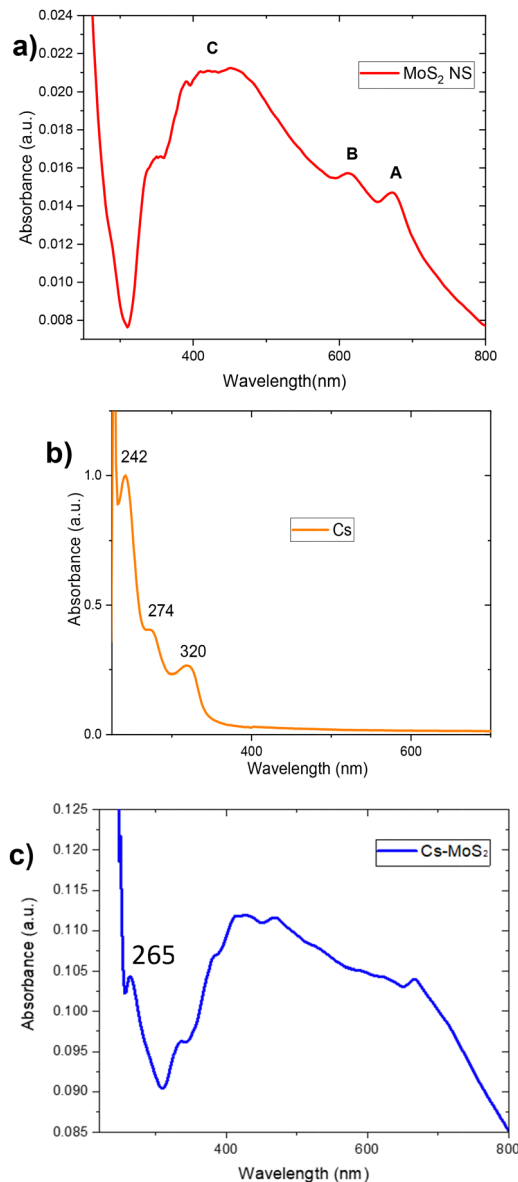 a)
0.024
0.022
0.020
0.018
0.016
0.014
0.012
0.010
0.008
Absorbance (a.u.)
C
B
A
MoS₂ NS
400
600
800
Wavelength(nm)
b)
1.0
0.5
0.0
Absorbance (a.u.)
242
274
320
Cs
400
600
Wavelength (nm)
c)
0.125
0.120
0.115
0.110
0.105
0.100
0.095
0.090
0.085
Absorbance (a.u.)
265
Cs-MoS₂
400
600
800
Wavelength (nm)